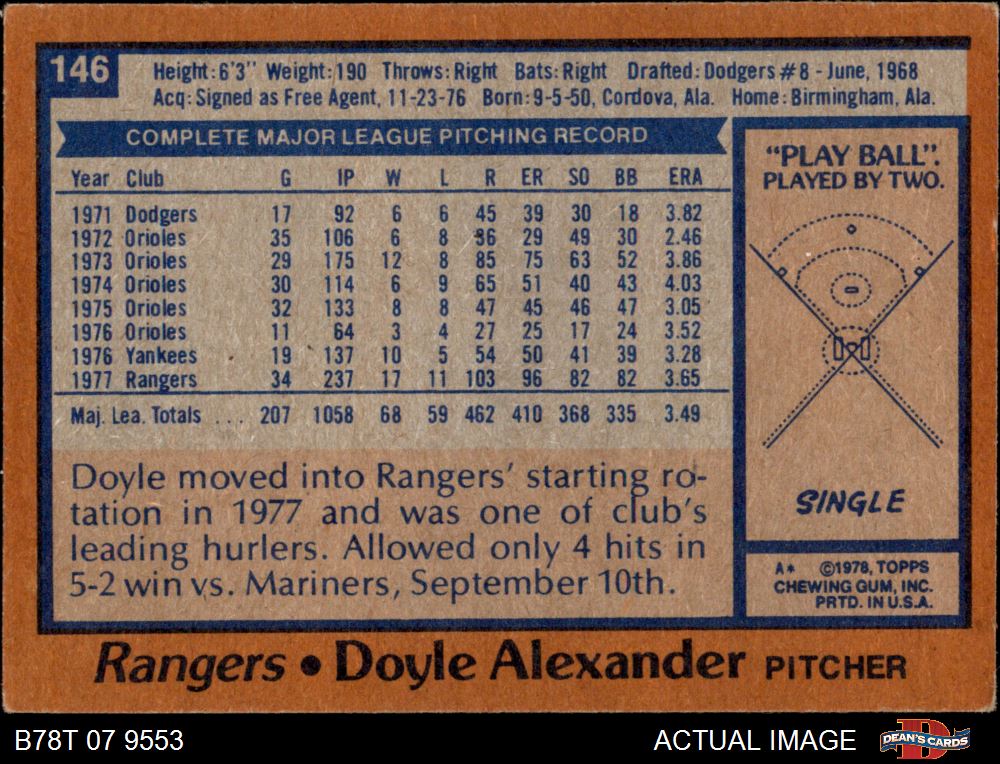 146
Height: 6'3" Weight: 190 Throws: Right Bats: Right Drafted: Dodgers #8 - June, 1968
Acq: Signed as Free Agent, 11-23-76 Born: 9-5-50, Cordova, Ala. Home: Birmingham, Ala.
COMPLETE MAJOR LEAGUE PITCHING RECORD
Year Club G IP W L R ER SO BB ERA
1971 Dodgers 17 92 6 6 45 39 30 18 3.82
1972 Orioles 35 106 6 8 36 29 49 30 2.46
1973 Orioles 29 175 12 8 85 75 63 52 3.86
1974 Orioles 30 114 6 9 65 51 40 43 4.03
1975 Orioles 32 133 8 8 47 45 46 47 3.05
1976 Orioles 11 64 3 4 27 25 17 24 3.52
1976 Yankees 19 137 10 5 54 50 41 39 3.28
1977 Rangers 34 237 17 11 103 96 82 82 3.65
Maj. Lea. Totals ... 207 1058 68 59 462 410 368 335 3.49
Doyle moved into Rangers' starting ro-
tation in 1977 and was one of club's
leading hurlers. Allowed only 4 hits in
5-2 win vs. Mariners, September 10th.
"PLAY BALL".
PLAYED BY TWO.
SINGLE
A* ©1978, TOPPS
CHEWING GUM, INC.
PRTD. IN U.S.A.
Rangers • Doyle Alexander PITCHER
B78T 07 9553
ACTUAL IMAGE
D
DEAN'S CARDS